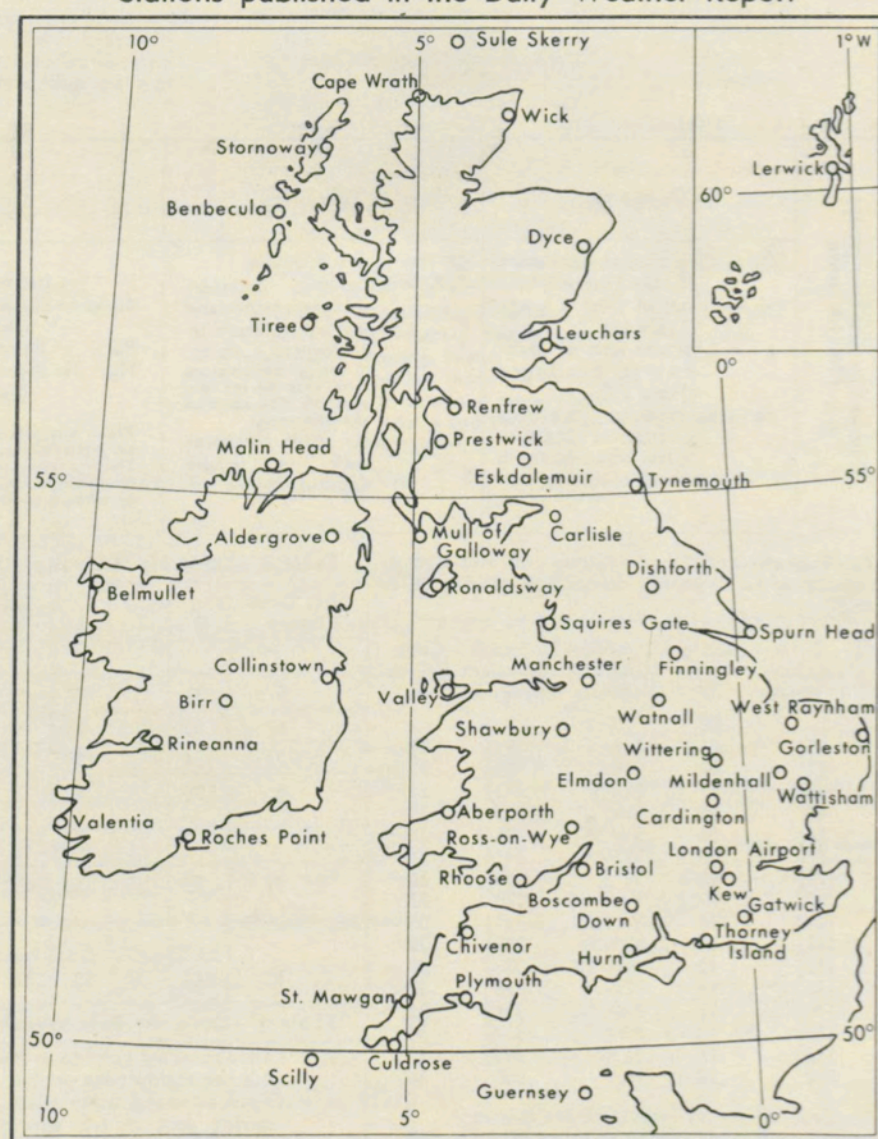 Stations published in the Daily Weather Report
10°
5°
Sule Skerry
1° W
Cape Wrath
Wick
Stornoway
Lerwick
60°
Benbecula
Dyce
Tiree
Leuchars
0°
Renfrew
Malin Head
Prestwick
Eskdalemuir
55°
Tynemouth
55°
Aldergrove
Mull of
Galloway
Carlisle
Belmullet
Ronaldsway
Dishforth
Squires Gate
Spurn Head
Collinstown
Manchester
Finningley
Birr
Valley
Watnall
West Raynham
Rineanna
Shawbury
Wittering
Gorleston
Elmdon
Mildenhall
Wattisham
Valentia
Aberporth
Cardington
Roches Point
Ross-on-Wye
London Airport
Rhoose
Bristol
Kew
Boscombe
Down
Gatwick
Chivenor
Hurn
Thorney
Island
St. Mawgan
Plymouth
50°
50°
Scilly
Culdrose
Guernsey
10°
5°
0°